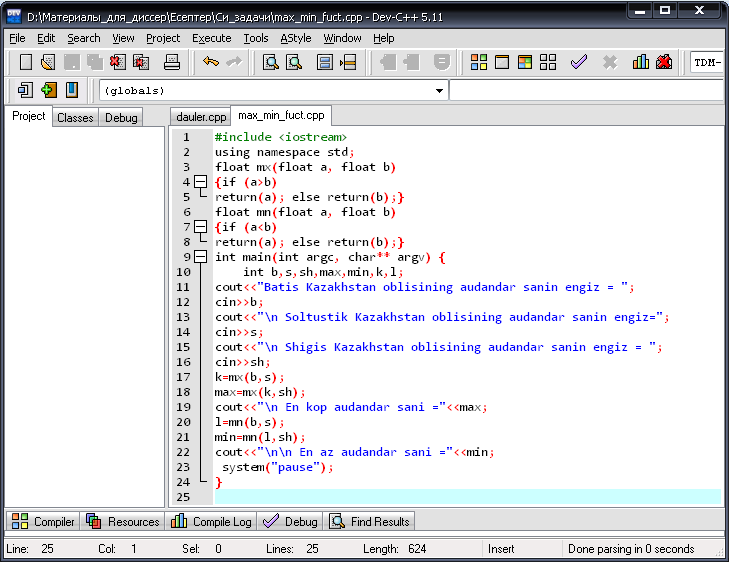 D:\Материалы_для_диссер\Есептер\Си_задачи\max_min_fuct.cpp - Dev-C++ 5.11
File Edit Search View Project Execute Tools AStyle Window Help
TDM-
(globals)
Project Classes Debug
dauler.cpp max_min_fuct.cpp
1 #include <iostream>
2 using namespace std;
3 float mx(float a, float b)
4 {if (a>b)
5 return(a); else return(b);}
6 float mn(float a, float b)
7 {if (a<b)
8 return(a); else return(b);}
9 int main(int argc, char** argv) {
10 int b,s,sh,max,min,k,l;
11 cout<<"Batis Kazakhstan oblisining audandar sanin engiz = ";
12 cin>>b;
13 cout<<"\n Soltustik Kazakhstan oblisining audandar sanin engiz=";
14 cin>>s;
15 cout<<"\n Shigis Kazakhstan oblisining audandar sanin engiz = ";
16 cin>>sh;
17 k=mx(b,s);
18 max=mx(k,sh);
19 cout<<"\n En kop audandar sani ="<<max;
20 l=mn(b,s);
21 min=mn(l,sh);
22 cout<<"\n\n En az audandar sani ="<<min;
23 system("pause");
24 }
25
Compiler Resources Compile Log Debug Find Results
Line: 25 Col: 1 Sel: 0 Lines: 25 Length: 624 Insert Done parsing in 0 seconds